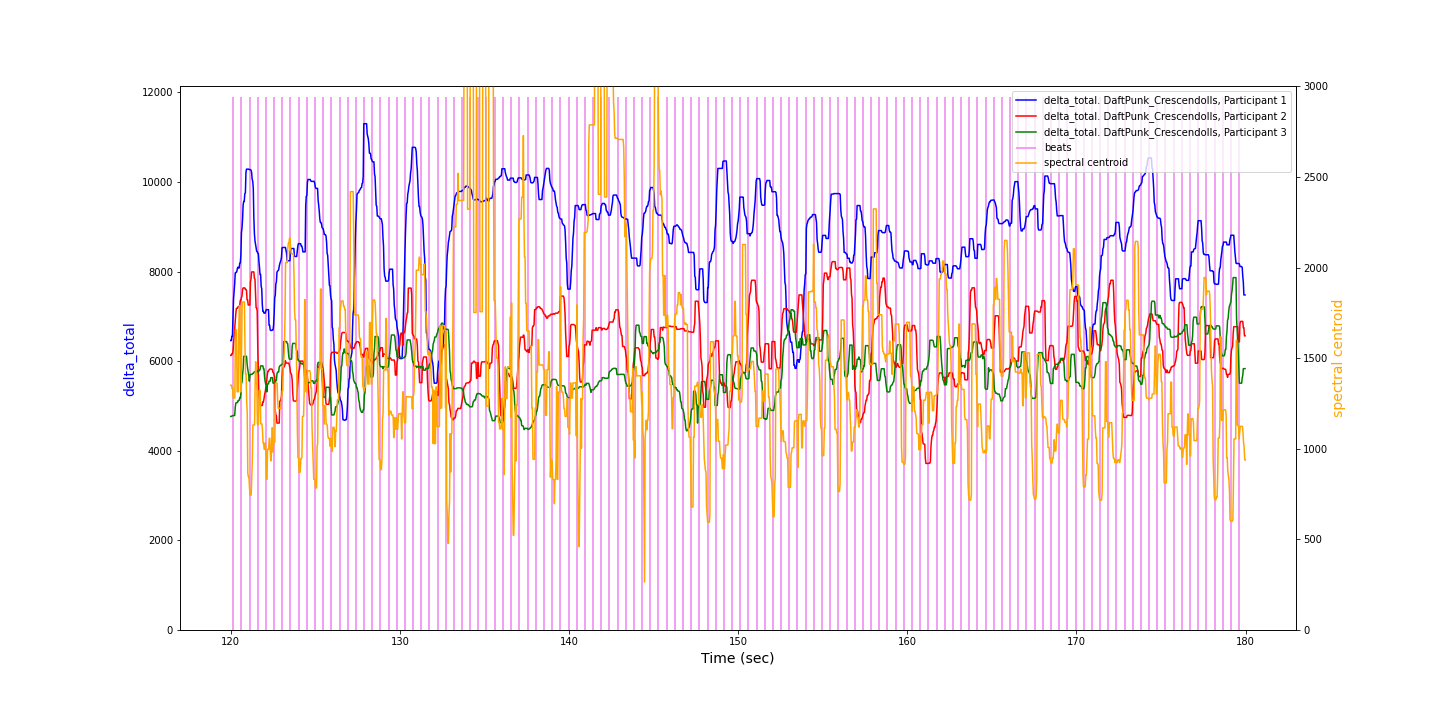 12000
10000
8000
6000
4000
2000
0
delta_total
3000
2500
2000
1500
1000
500
0
spectral centroid
delta_total. DaftPunk_Crescendolls, Participant 1
delta_total. DaftPunk_Crescendolls, Participant 2
delta_total. DaftPunk_Crescendolls, Participant 3
beats
spectral centroid
120 130 140 150 160 170 180
Time (sec)